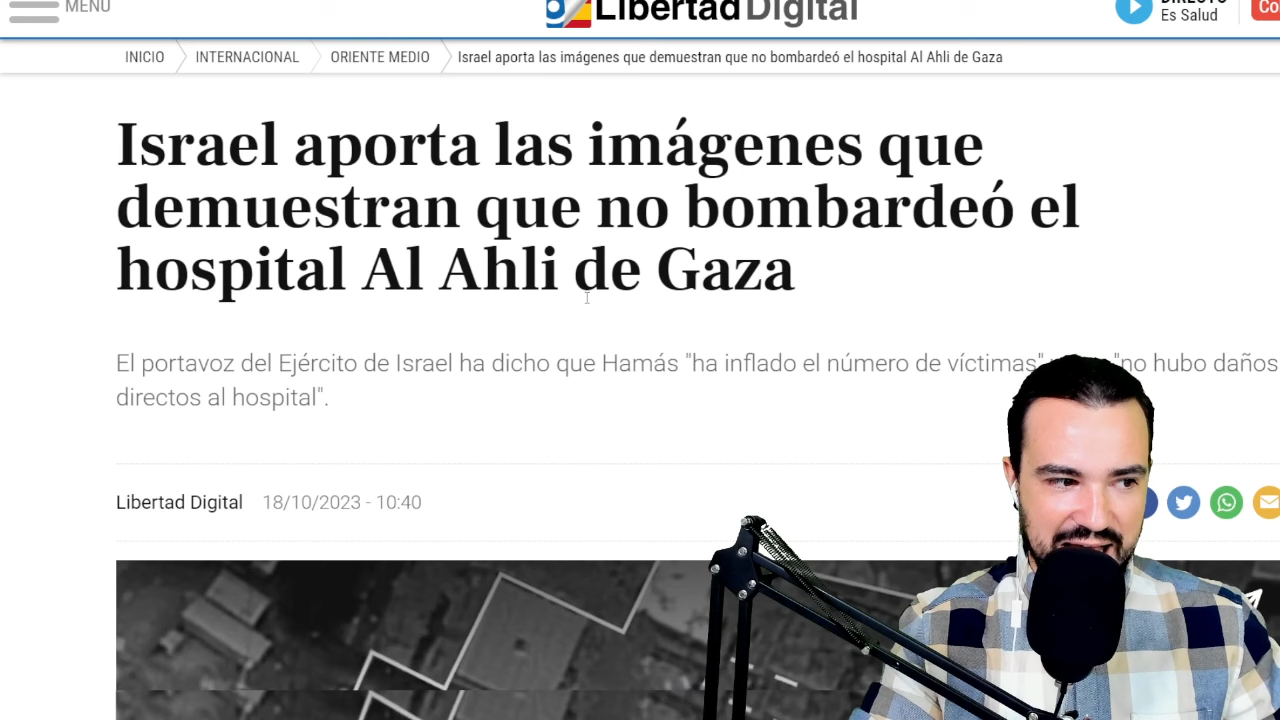 MENÚ
Libertad Digital
DIRECTO
Es Salud
Co
INICIO
INTERNACIONAL
ORIENTE MEDIO
Israel aporta las imágenes que demuestran que no bombardeó el hospital Al Ahli de Gaza
Israel aporta las imágenes que
demuestran que no bombardeó el
hospital Al Ahli de Gaza
El portavoz del Ejército de Israel ha dicho que Hamás "ha inflado el número de víctimas" "no hubo daños
directos al hospital".
Libertad Digital 18/10/2023 - 10:40